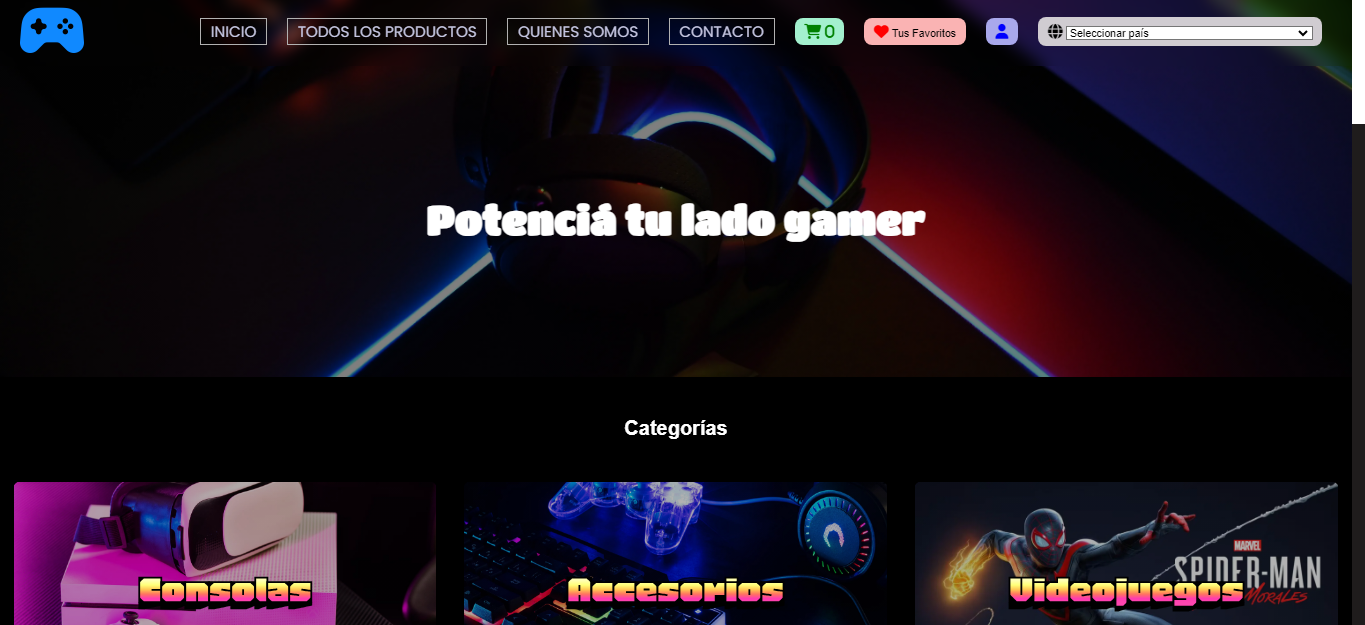 INICIO
TODOS LOS PRODUCTOS
QUIENES SOMOS
CONTACTO
0
Tus Favoritos
Seleccionar país
Potenciá tu lado gamer
Categorías
Consolas
Accesorios
MARVEL
SPIDER-MAN
MORALES
Videojuegos